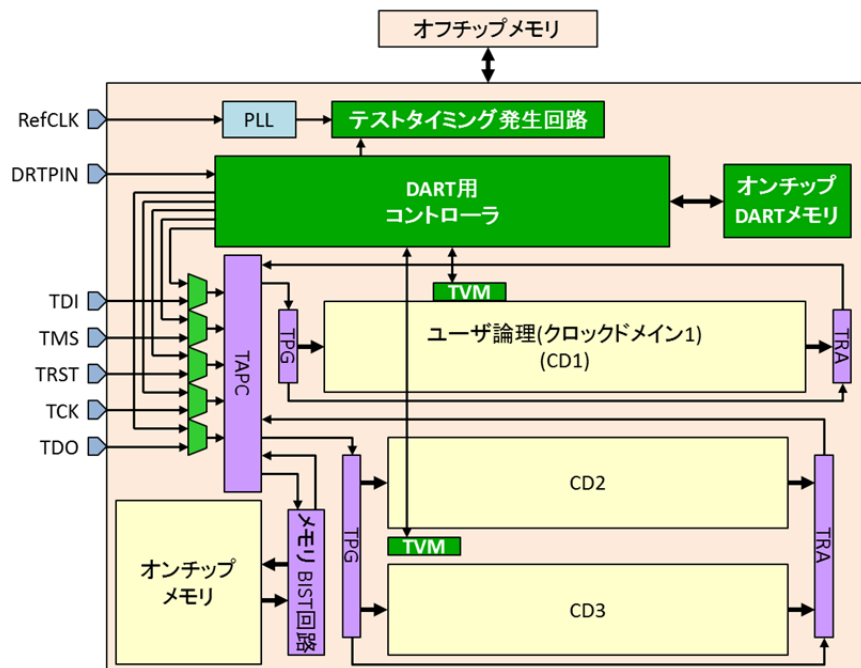 オフチップメモリ
RefCLK
PLL
テストタイミング発生回路
DRTPIN
DART用
コントローラ
オンチップ
DARTメモリ
TVM
TDI
TMS
TRST
TCK
TDO
TAPC
TPG
ユーザ論理(クロックドメイン1)
(CD1)
TRA
CD2
TPG
TVM
TRA
CD3
オンチップ
メモリ
メモリ BIST回路